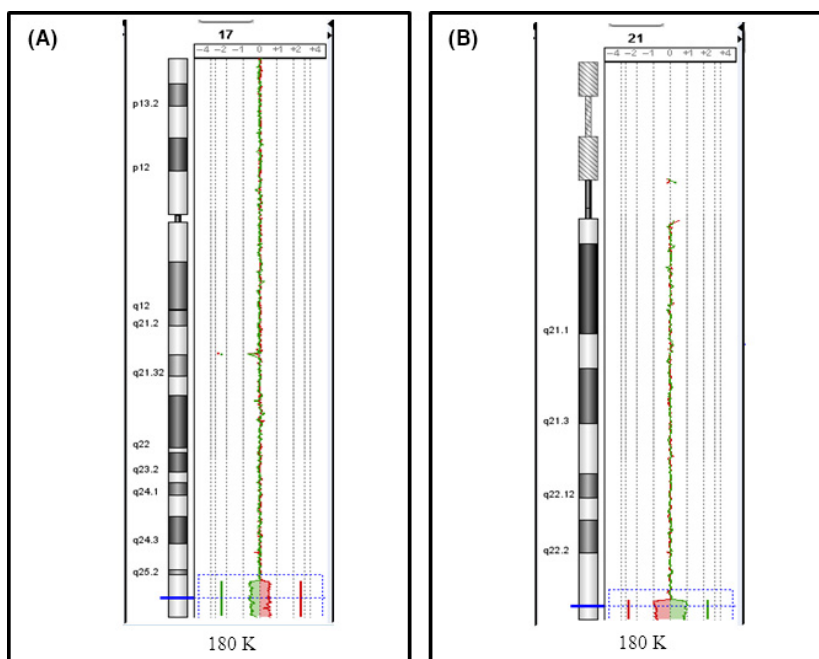 (A)
17
-4 -2 -1 0 +1 +2 +4
p13.2
p12
q12
q21.2
q21.32
q22
q23.2
q24.1
q24.3
q25.2
180 K
(B)
21
-4 -2 -1 0 +1 +2 +4
q21.1
q21.3
q22.12
q22.2
180 K